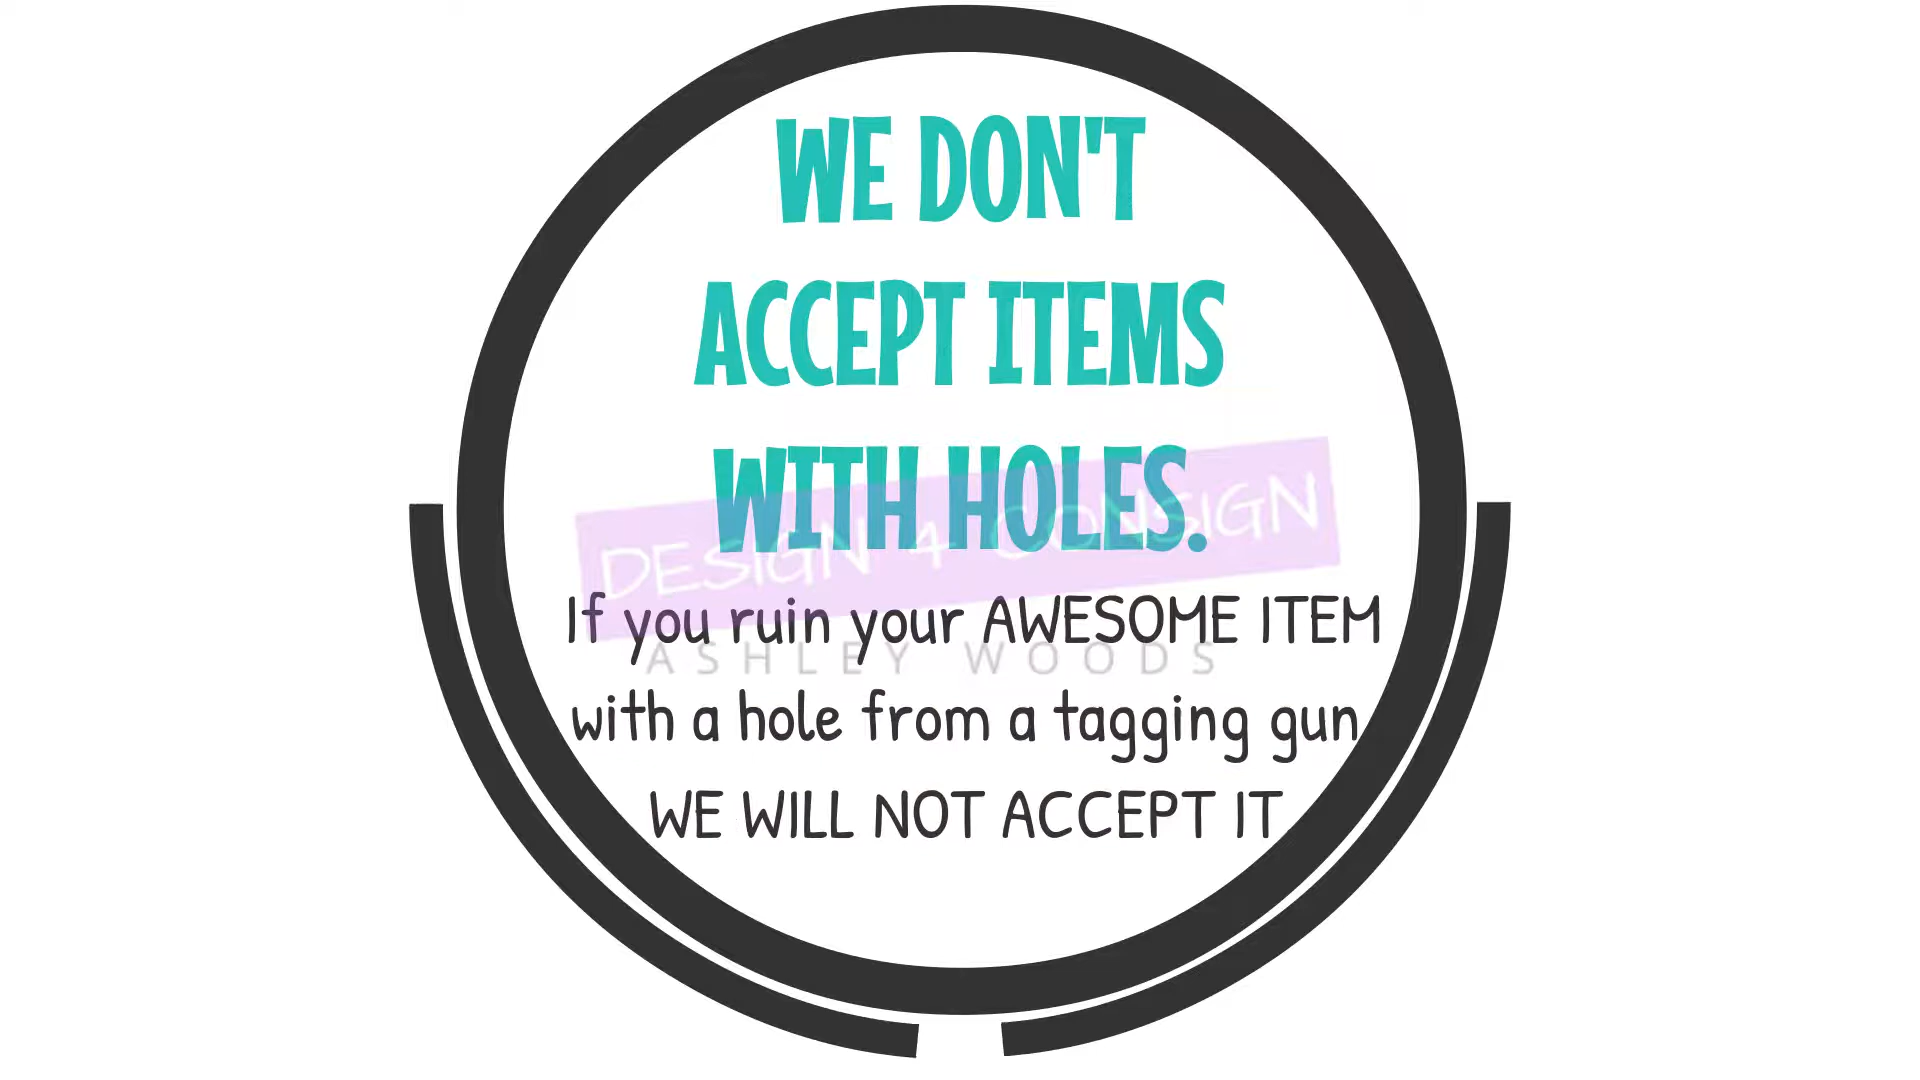 WE DON'T
ACCEPT ITEMS
WITH HOLES.
DESIGN 4 CONSIGN
If you ruin your AWESOME ITEM
ASHLEY WOODS
with a hole from a tagging gun
WE WILL NOT ACCEPT IT